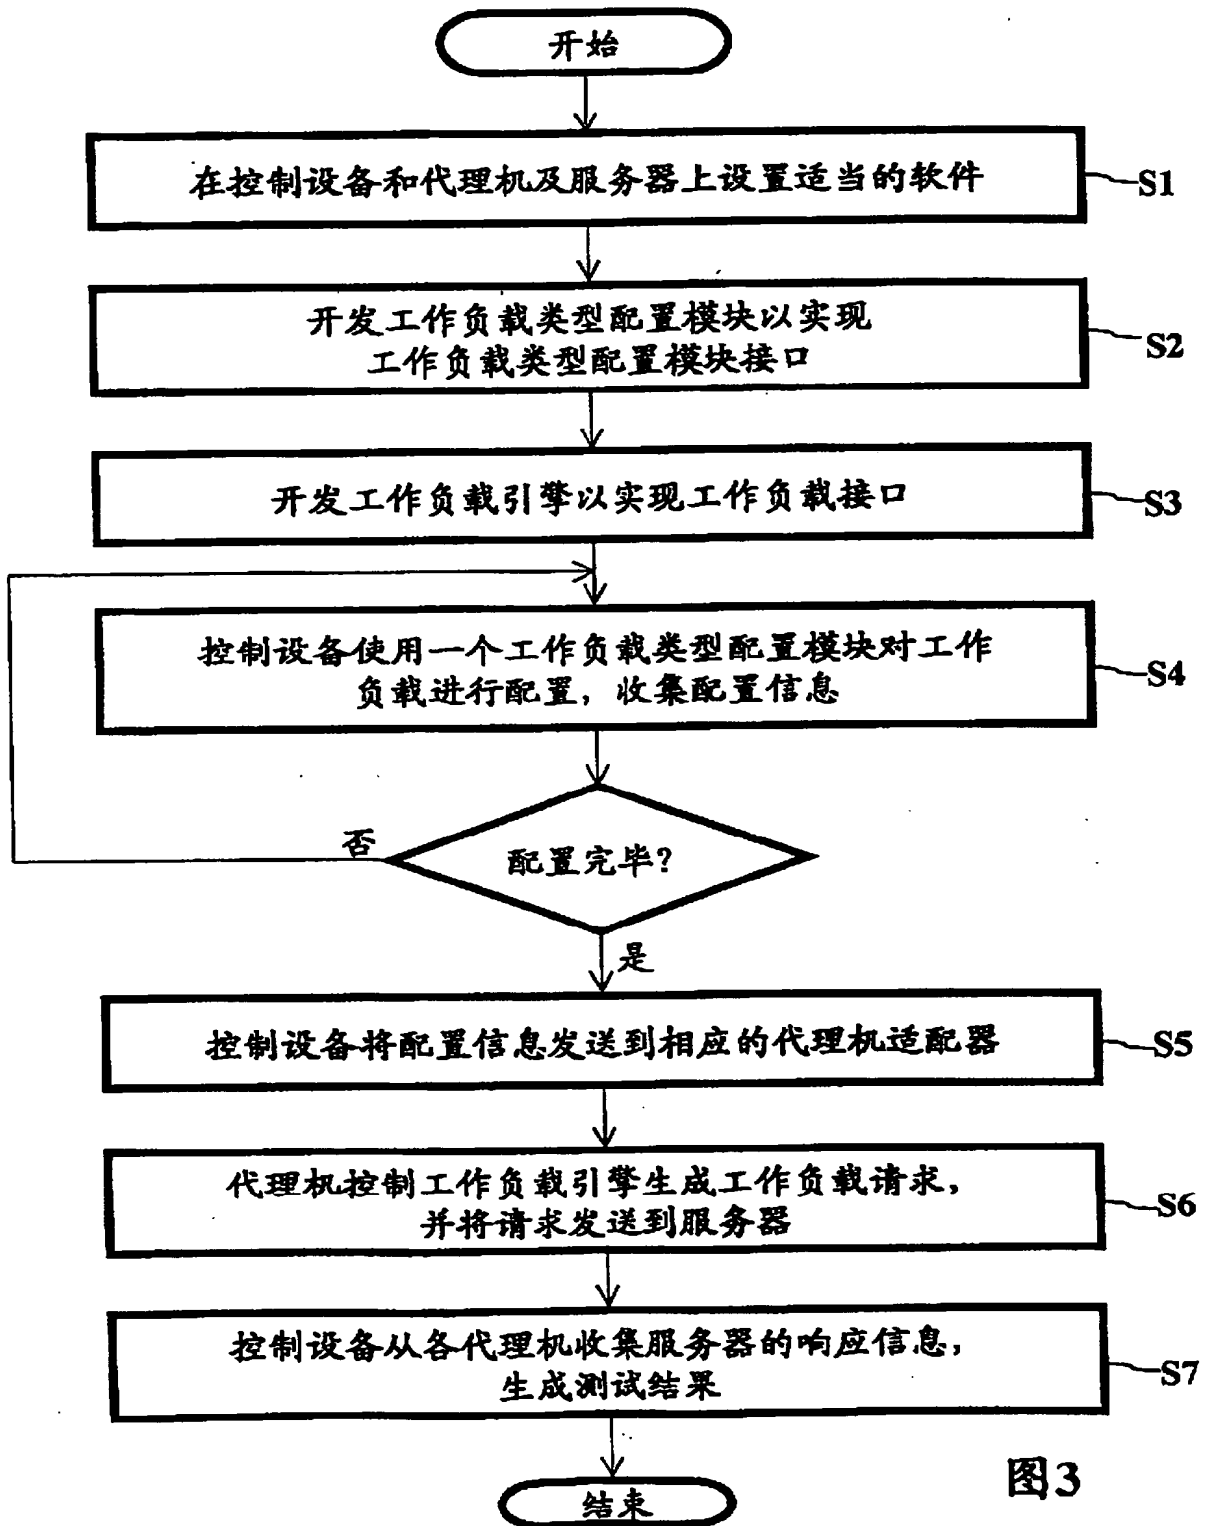 开始
在控制设备和代理机及服务器上设置适当的软件
S1
开发工作负载类型配置模块以实现
工作负载类型配置模块接口
S2
开发工作负载引擎以实现工作负载接口
S3
控制设备使用一个工作负载类型配置模块对工作
负载进行配置，收集配置信息
S4
否
配置完毕？
是
控制设备将配置信息发送到相应的代理机适配器
S5
代理机控制工作负载引擎生成工作负载请求，
并将请求发送到服务器
S6
控制设备从各代理机收集服务器的响应信息，
生成测试结果
S7
图3
结束